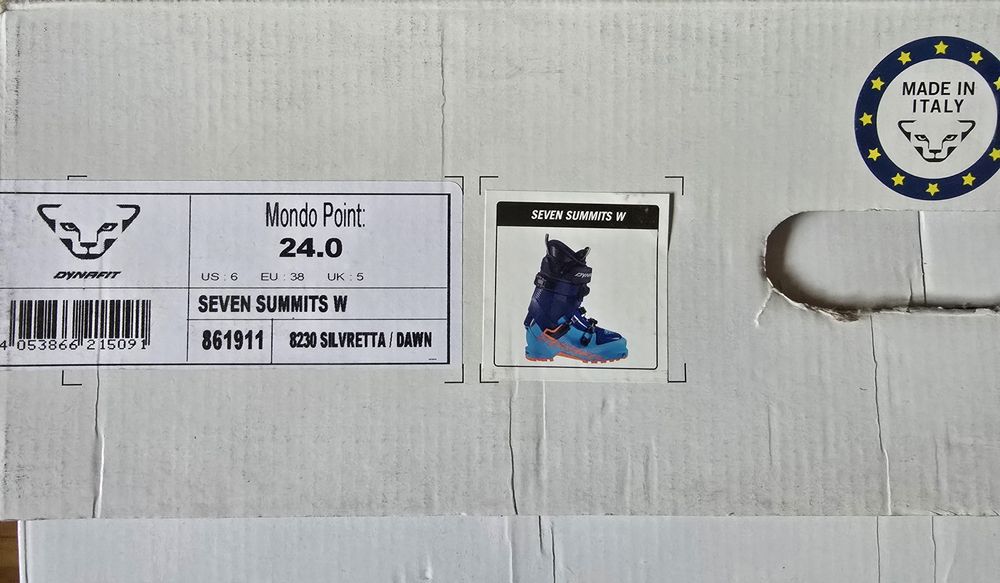 MADE IN
ITALY
DYNAFIT
4 053866 215091
Mondo Point:
24.0
US : 6 EU : 38 UK : 5
SEVEN SUMMITS W
861911
8230 SILVRETTA / DAWN
SEVEN SUMMITS W